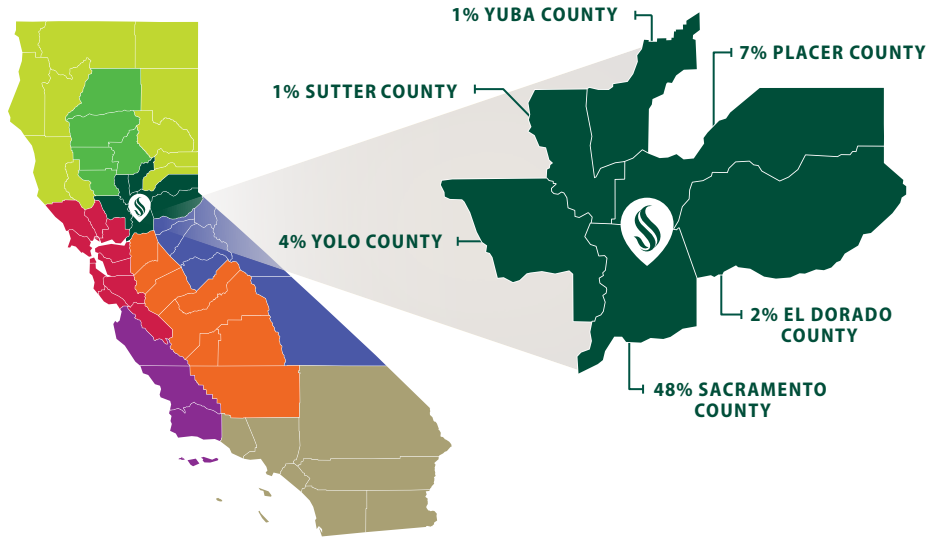 1% YUBA COUNTY
7% PLACER COUNTY
1% SUTTER COUNTY
4% YOLO COUNTY
2% EL DORADO
COUNTY
48% SACRAMENTO
COUNTY